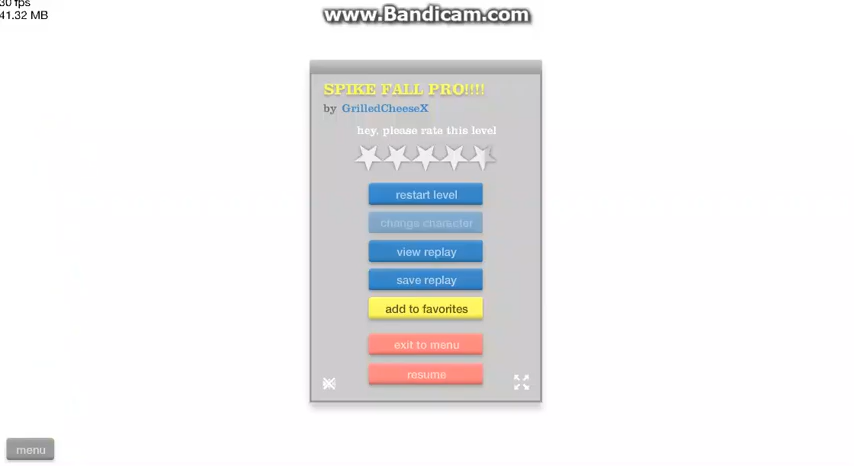 30 fps
41.32 MB
www.Bandicam.com
SPIKE FALL PRO!!!!
by GrilledCheeseX
hey, please rate this level
restart level
change character
view replay
save replay
add to favorites
exit to menu
resume
menu